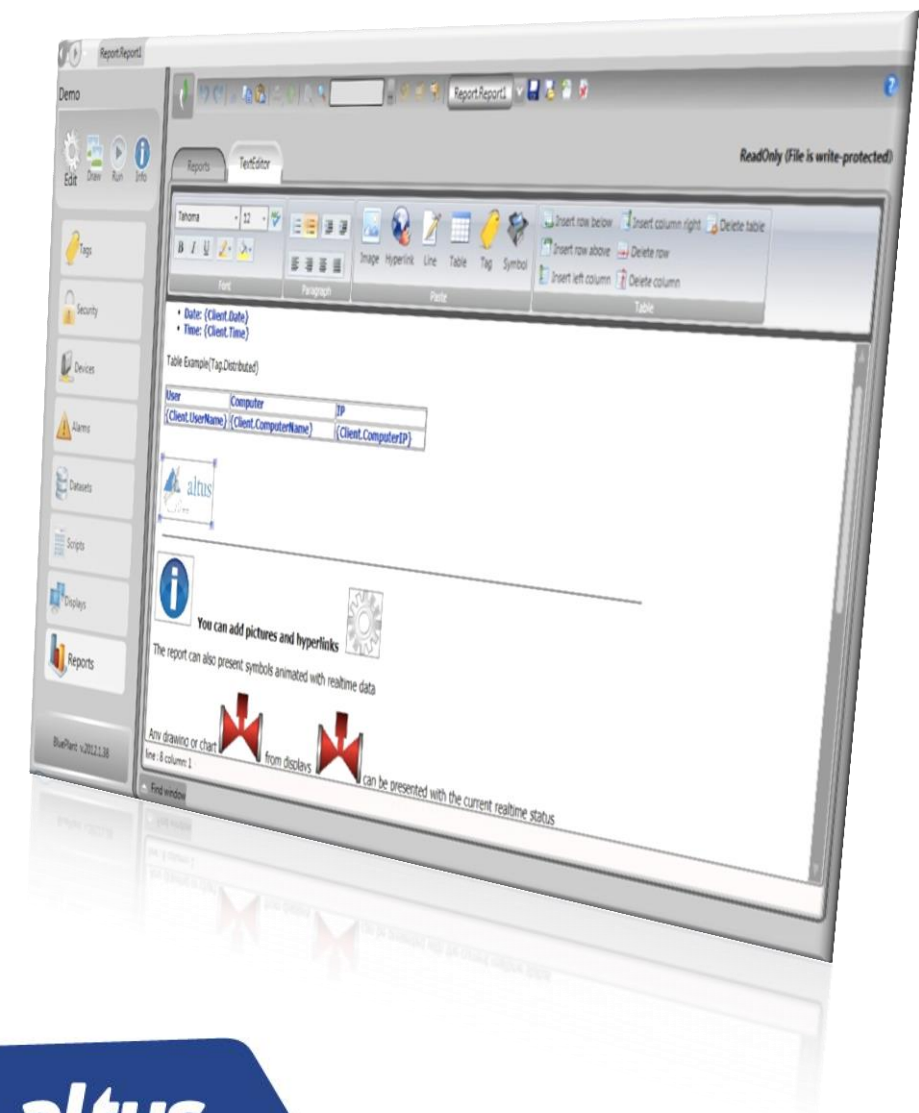 Report.Report1
Demo
Report.Report1
ReadOnly (File is write-protected)
Edit Draw Run Info
Reports TextEditor
Tahoma 12
B I U
Image Hyperlink Line Table Tag Symbol
Insert row below Insert column right Delete table
Insert row above Delete row
Insert left column Delete column
Font Paragraph Paste Table
Tags
Security
Devices
Alarms
Datasets
Scripts
Displays
Reports
BluePlant v.2012.1.38
• Date: {Client.Date}
• Time: {Client.Time}
Table Example(Tag.Distributed)
User Computer IP
{Client.UserName} {Client.ComputerName} {Client.ComputerIP}
altus
You can add pictures and hyperlinks
The report can also present symbols animated with realtime data
Any drawing or chart from displays can be presented with the current realtime status
line : 8 column: 1
Find window
altus